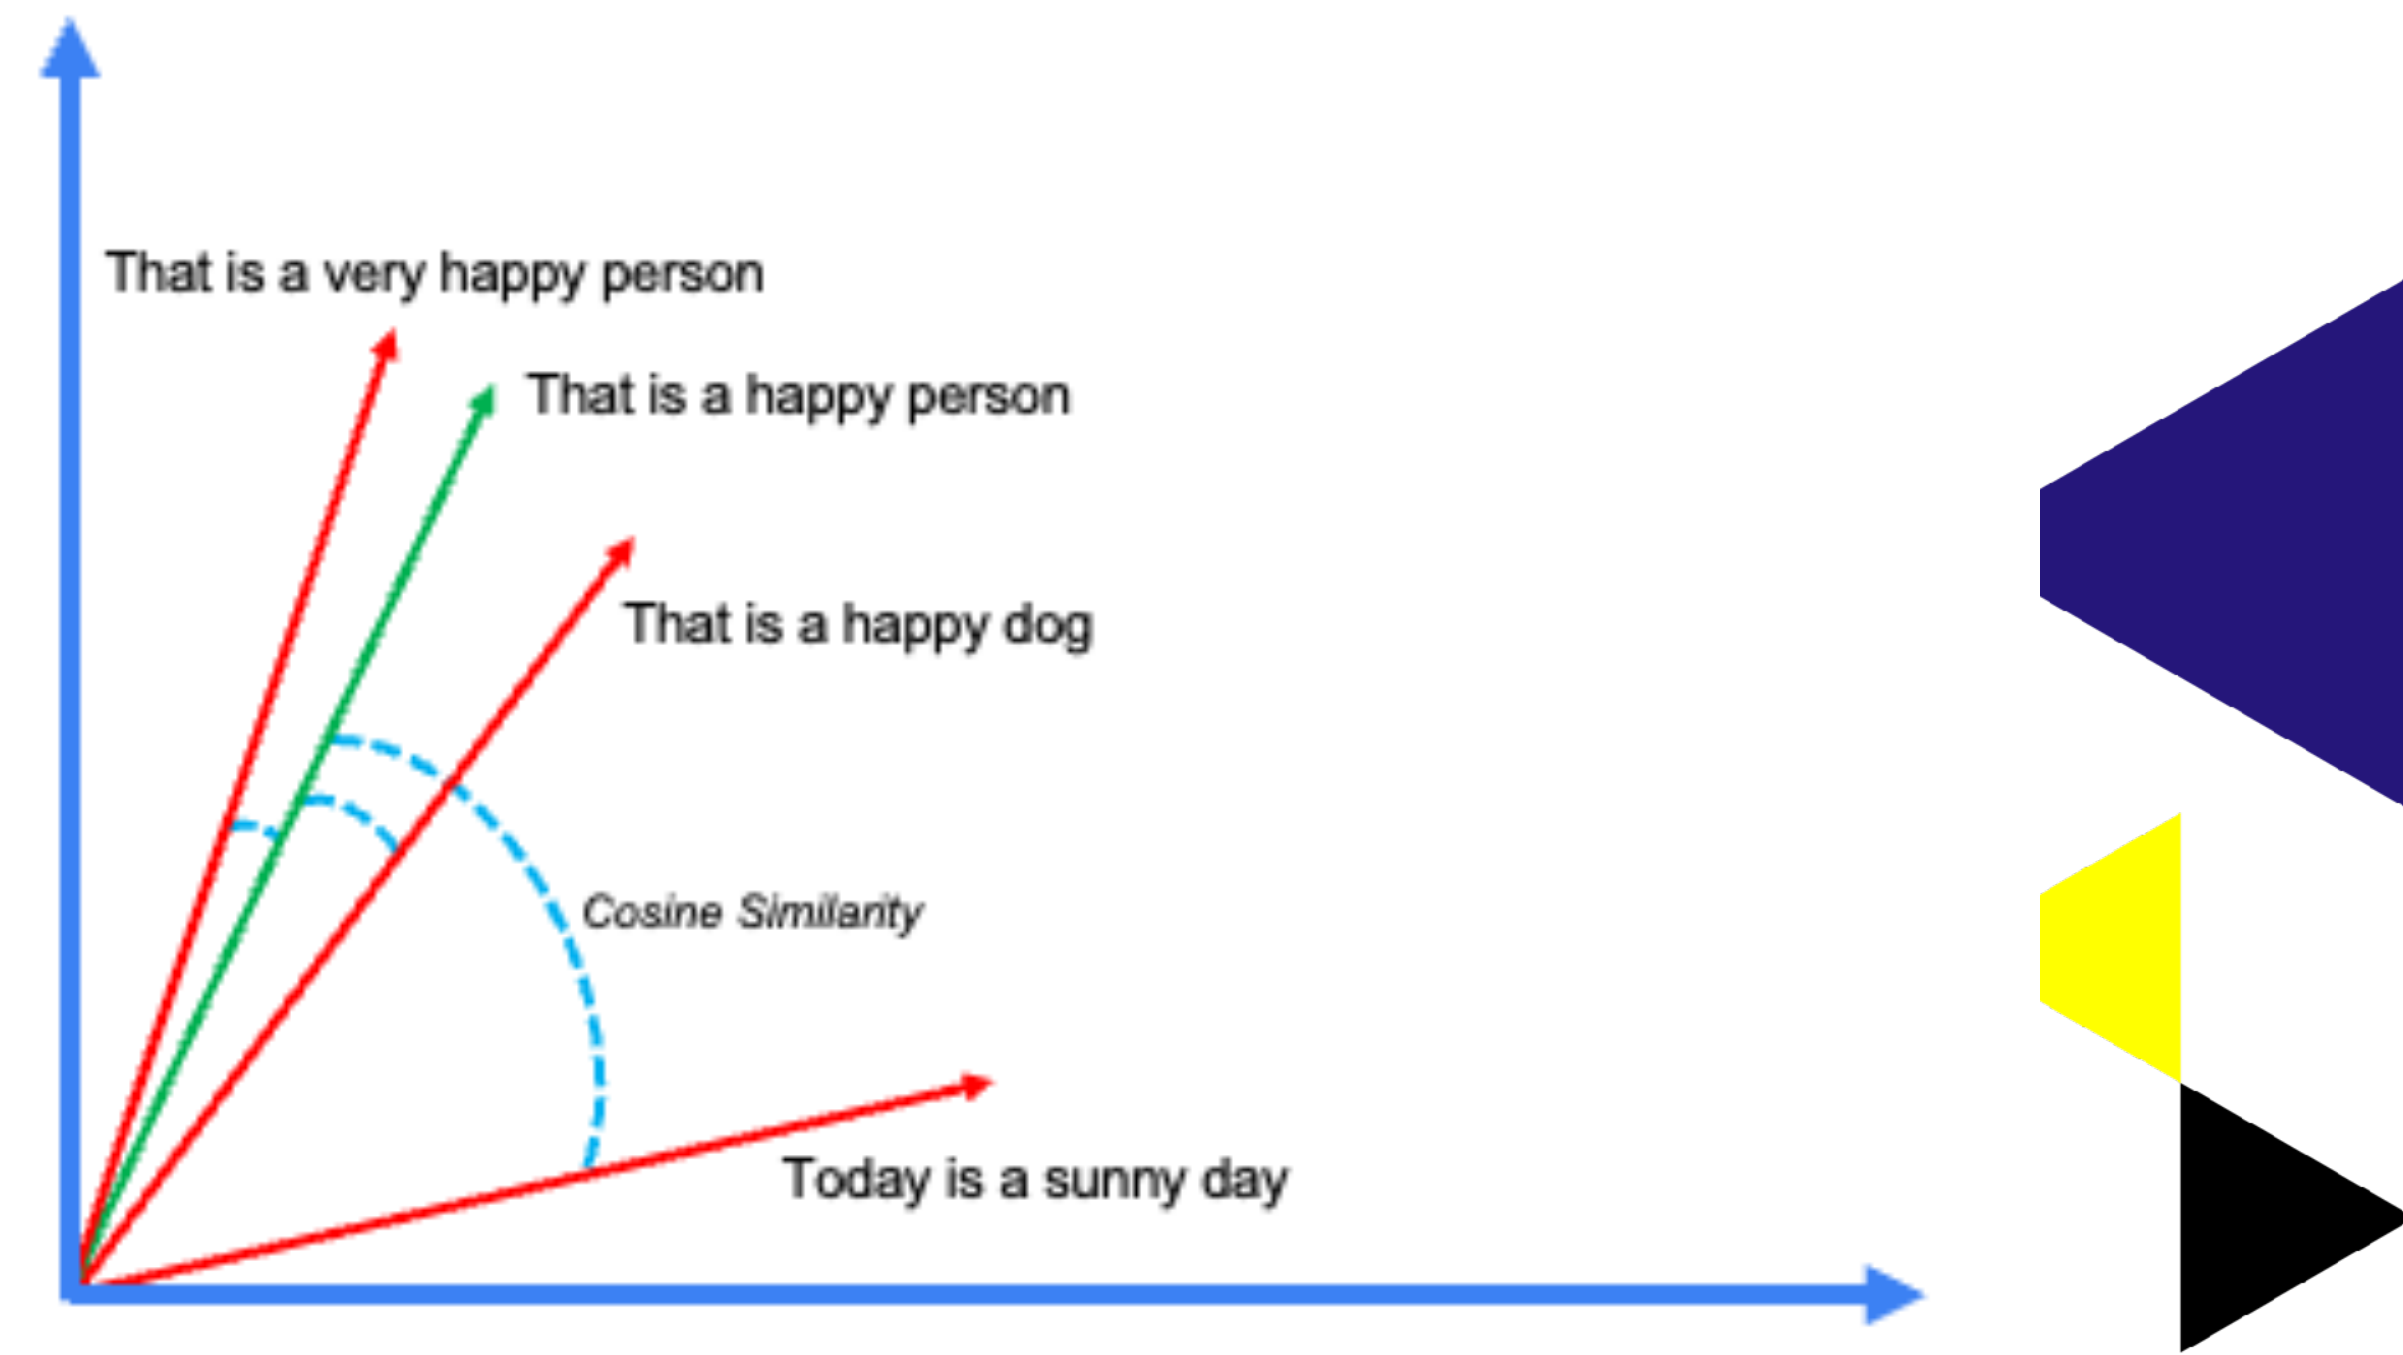 That is a very happy person
That is a happy person
That is a happy dog
Cosine Similarity
Today is a sunny day